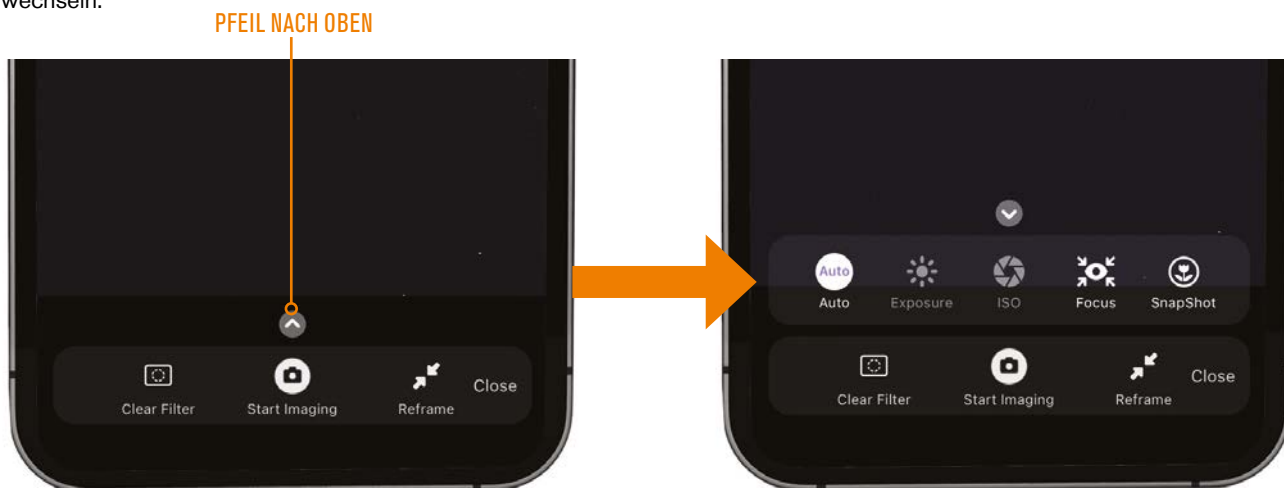 wechseln.
PFEIL NACH OBEN
Clear Filter
Start Imaging
Reframe
Close
Auto
Auto
Exposure
ISO
Focus
SnapShot
Clear Filter
Start Imaging
Reframe
Close